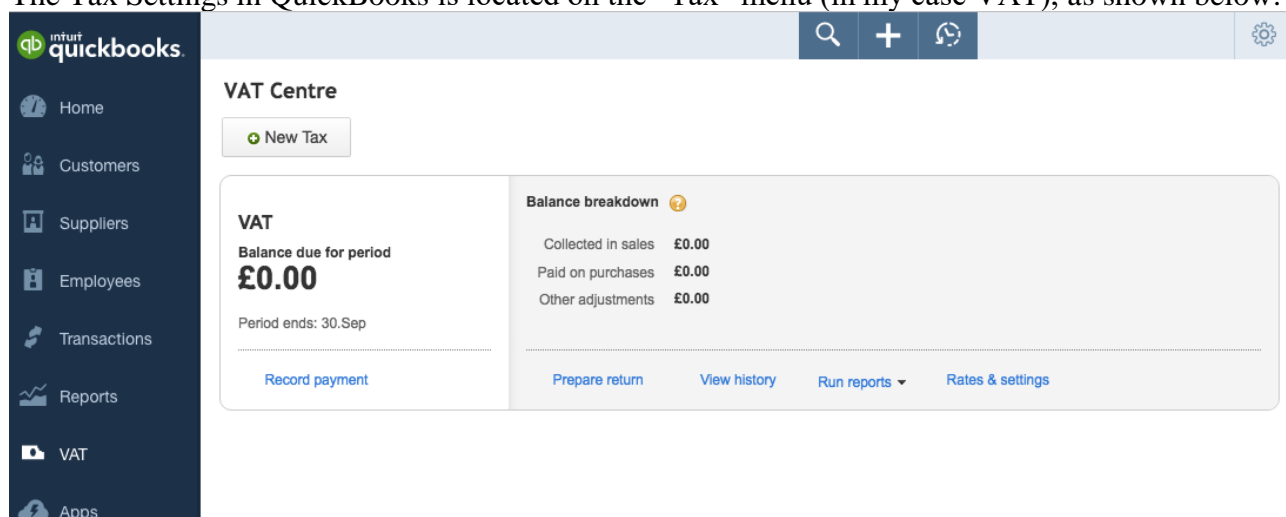 The Tax Settings in QuickBooks is located on the "Tax" menu (in my case VAT), as shown below:
intuit
quickbooks.
Home
Customers
Suppliers
Employees
Transactions
Reports
VAT
Apps
VAT Centre
New Tax
VAT
Balance due for period
£0.00
Period ends: 30.Sep
Record payment
Balance breakdown ?
Collected in sales £0.00
Paid on purchases £0.00
Other adjustments £0.00
Prepare return View history Run reports Rates & settings